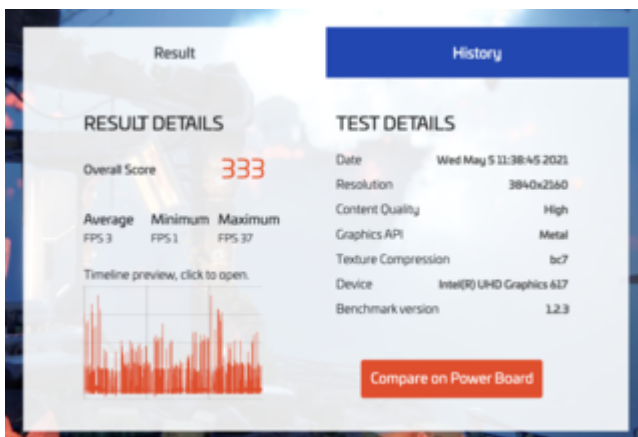 Result
History
RESULT DETAILS
Overall Score 333
Average Minimum Maximum
FPS 3 FPS 1 FPS 37
Timeline preview, click to open.
TEST DETAILS
Date Wed May 5 11:38:45 2021
Resolution 3840x2160
Content Quality High
Graphics API Metal
Texture Compression bc7
Device Intel(R) UHD Graphics 617
Benchmark version 1.2.3
Compare on Power Board